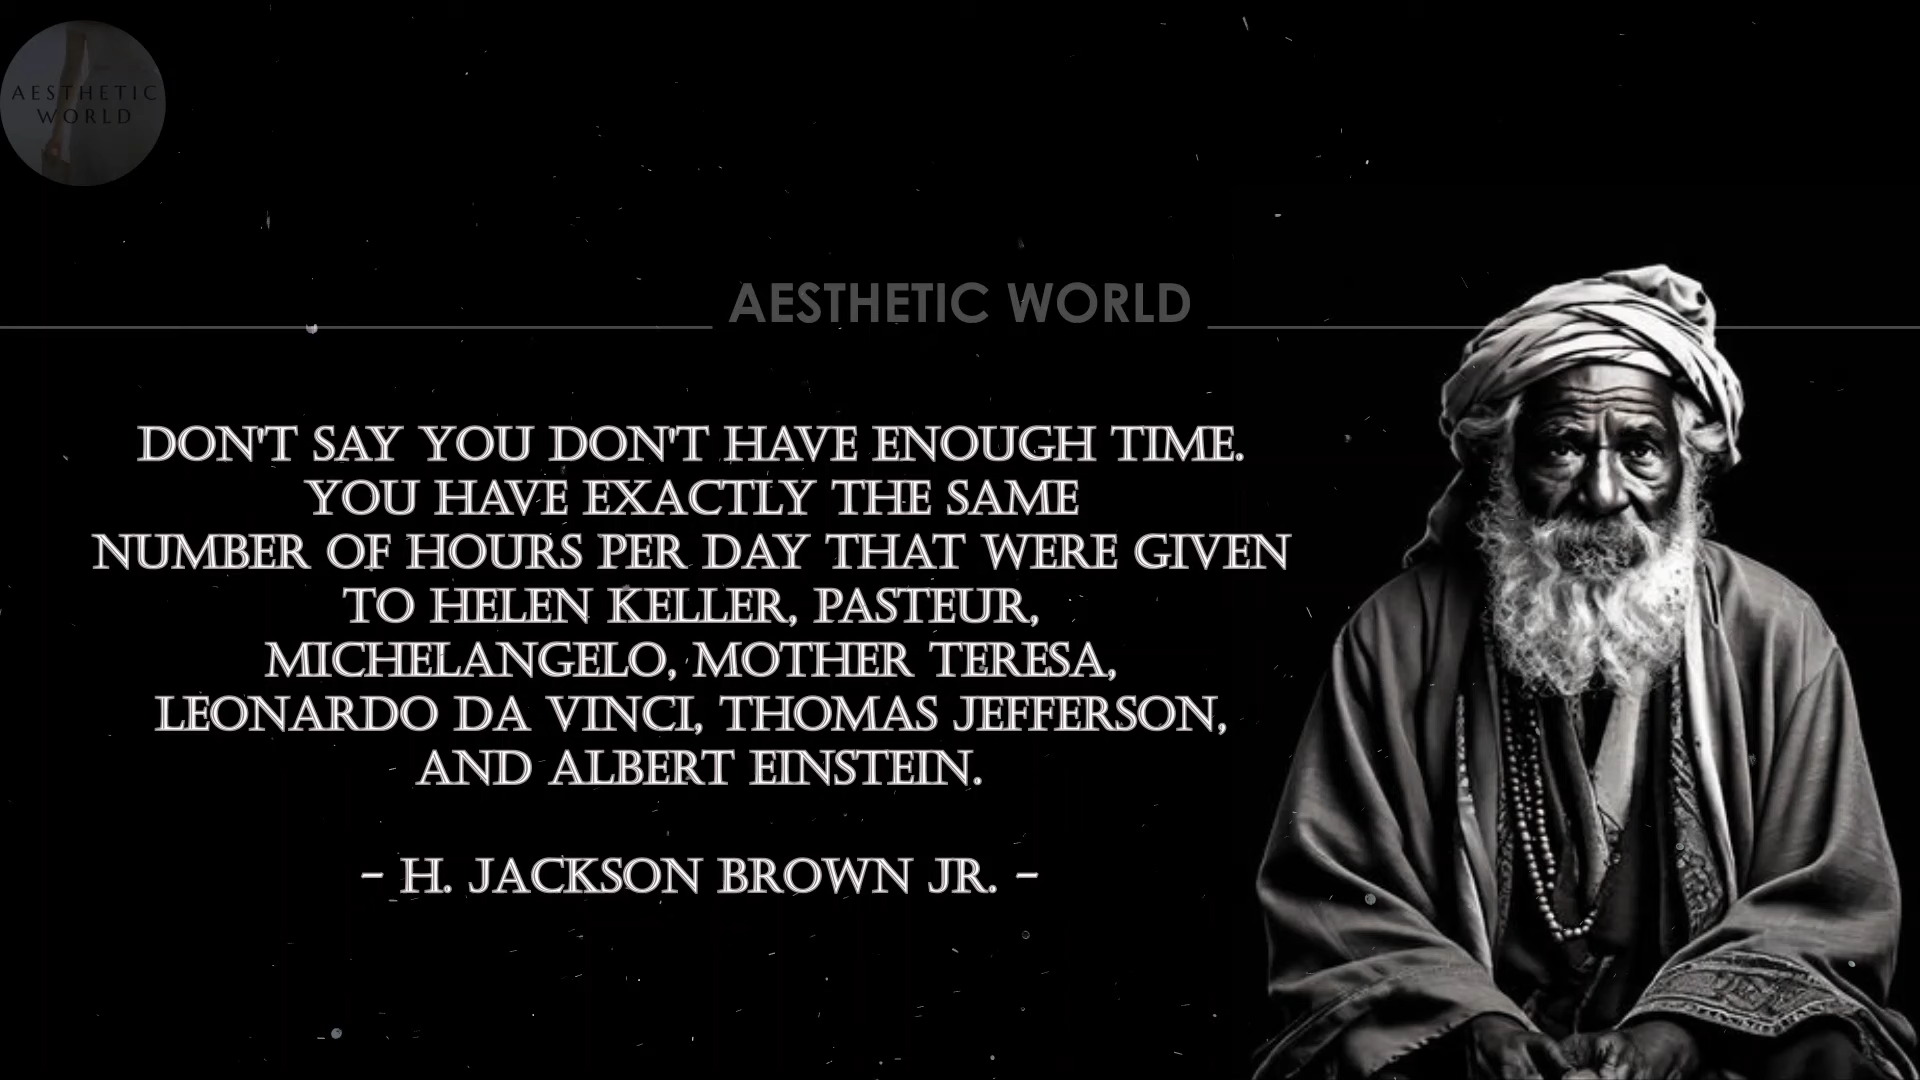 AESTHETIC
WORLD
AESTHETIC WORLD
DON'T SAY YOU DON'T HAVE ENOUGH TIME.
YOU HAVE EXACTLY THE SAME
NUMBER OF HOURS PER DAY THAT WERE GIVEN
TO HELEN KELLER, PASTEUR,
MICHELANGELO, MOTHER TERESA,
LEONARDO DA VINCI, THOMAS JEFFERSON,
AND ALBERT EINSTEIN.
- H. JACKSON BROWN JR. -